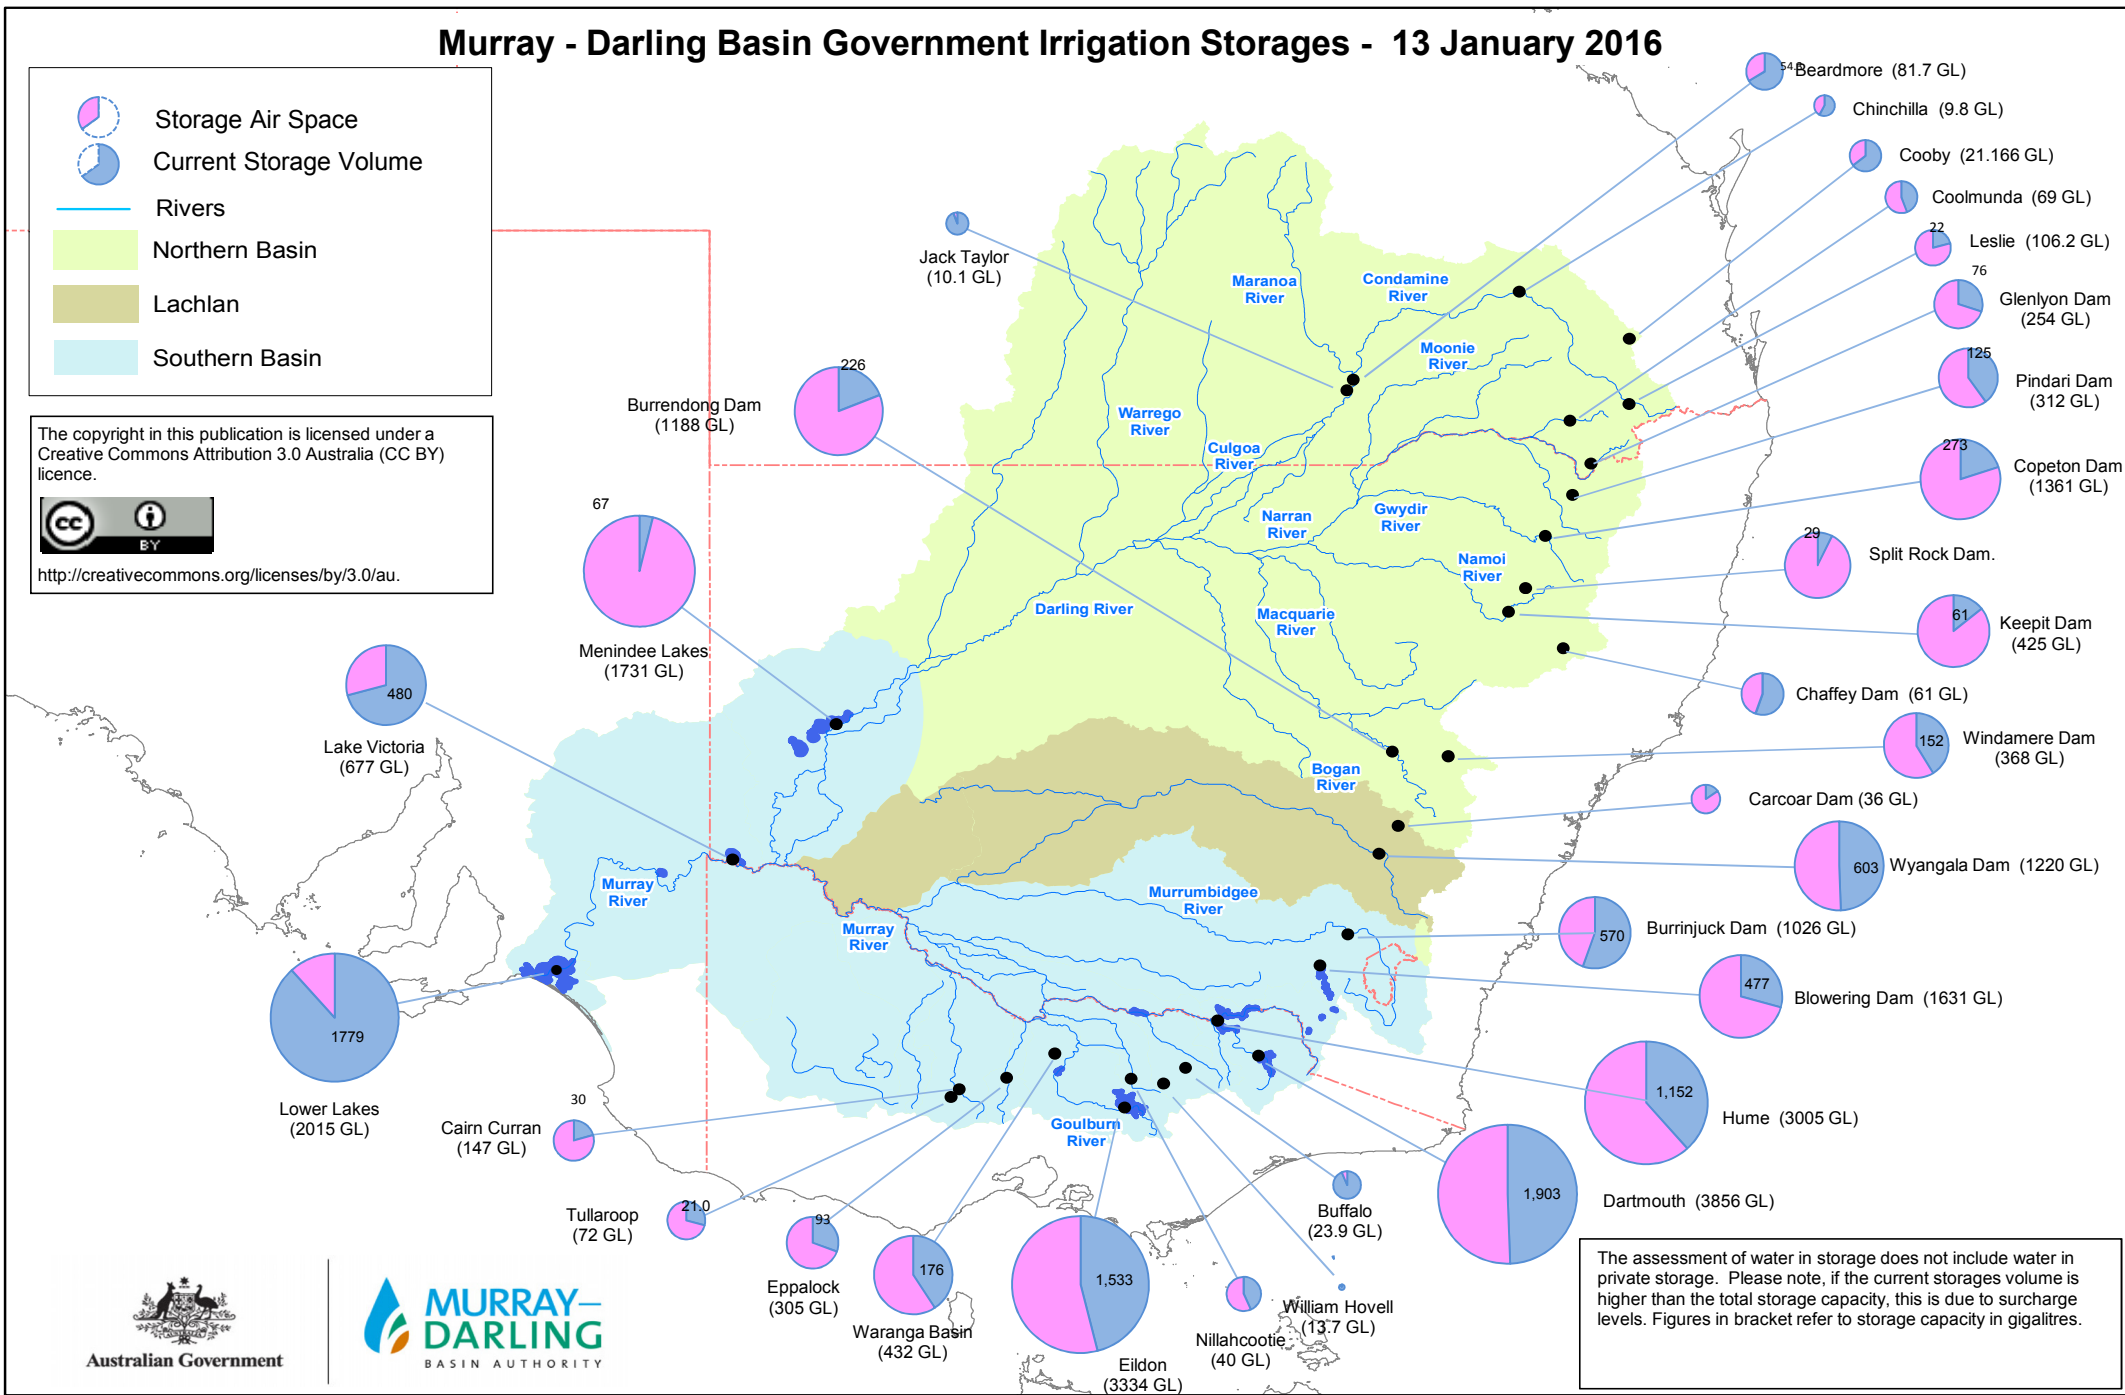 Murray - Darling Basin Government Irrigation Storages - 13 January 2016
Storage Air Space
Current Storage Volume
Rivers
Northern Basin
Lachlan
Southern Basin
The copyright in this publication is licensed under a
Creative Commons Attribution 3.0 Australia (CC BY)
licence.
cc
BY
http://creativecommons.org/licenses/by/3.0/au.
Beardmore (81.7 GL)
Chinchilla (9.8 GL)
Cooby (21.166 GL)
Coolmunda (69 GL)
22
Leslie (106.2 GL)
76
Glenlyon Dam
(254 GL)
125
Pindari Dam
(312 GL)
273
Copeton Dam
(1361 GL)
29
Split Rock Dam.
61
Keepit Dam
(425 GL)
Chaffey Dam (61 GL)
152
Windamere Dam
(368 GL)
Carcoar Dam (36 GL)
603
Wyangala Dam (1220 GL)
570
Burrinjuck Dam (1026 GL)
477
Blowering Dam (1631 GL)
1,152
Hume (3005 GL)
1,903
Dartmouth (3856 GL)
Jack Taylor
(10.1 GL)
226
Burrendong Dam
(1188 GL)
67
Menindee Lakes
(1731 GL)
480
Lake Victoria
(677 GL)
1779
Lower Lakes
(2015 GL)
30
Cairn Curran
(147 GL)
21.0
Tullaroop
(72 GL)
93
Eppalock
(305 GL)
176
Waranga Basin
(432 GL)
1,533
Eildon
(3334 GL)
Nillahcootie
(40 GL)
William Hovell
(13.7 GL)
Buffalo
(23.9 GL)
Maranoa
River
Condamine
River
Moonie
River
Warrego
River
Culgoa
River
Narran
River
Gwydir
River
Namoi
River
Darling River
Macquarie
River
Bogan
River
Murray
River
Murrumbidgee
River
Murray
River
Goulburn
River
The assessment of water in storage does not include water in
private storage. Please note, if the current storages volume is
higher than the total storage capacity, this is due to surcharge
levels. Figures in bracket refer to storage capacity in gigalitres.
Australian Government
MURRAY–
DARLING
BASIN AUTHORITY